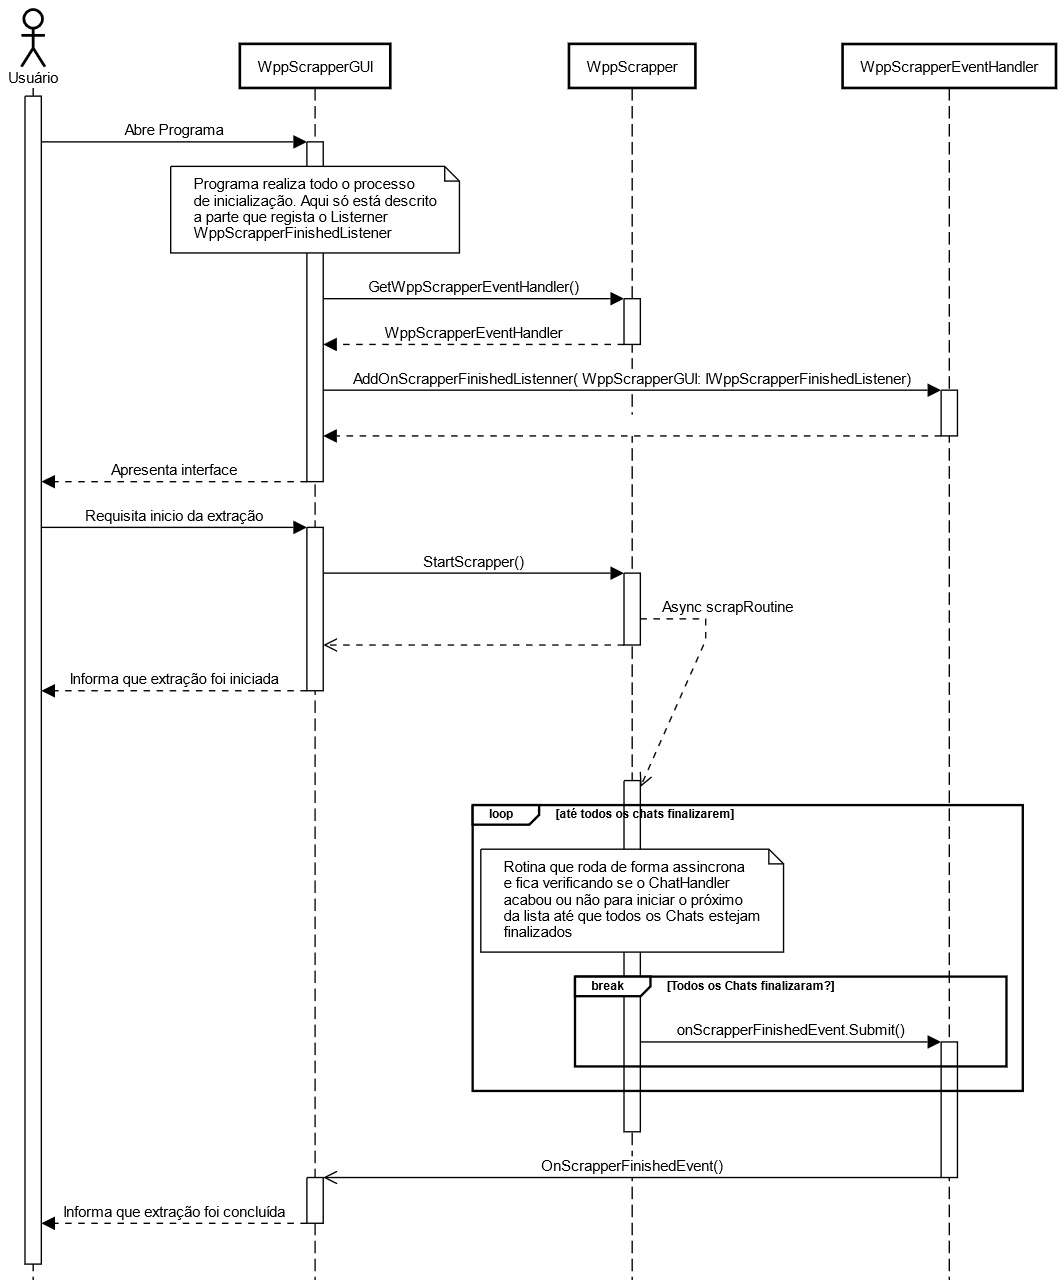 Usuário
WppScrapperGUI
WppScrapper
WppScrapperEventHandler
Abre Programa
Programa realiza todo o processo
de inicialização. Aqui só está descrito
a parte que regista o Listerner
WppScrapperFinishedListener
GetWppScrapperEventHandler()
WppScrapperEventHandler
AddOnScrapperFinishedListenner( WppScrapperGUI: IWppScrapperFinishedListener)
Apresenta interface
Requisita inicio da extração
StartScrapper()
Async scrapRoutine
Informa que extração foi iniciada
loop
[até todos os chats finalizarem]
Rotina que roda de forma assincrona
e fica verificando se o ChatHandler
acabou ou não para iniciar o próximo
da lista até que todos os Chats estejam
finalizados
break
[Todos os Chats finalizaram?]
onScrapperFinishedEvent.Submit()
OnScrapperFinishedEvent()
Informa que extração foi concluída